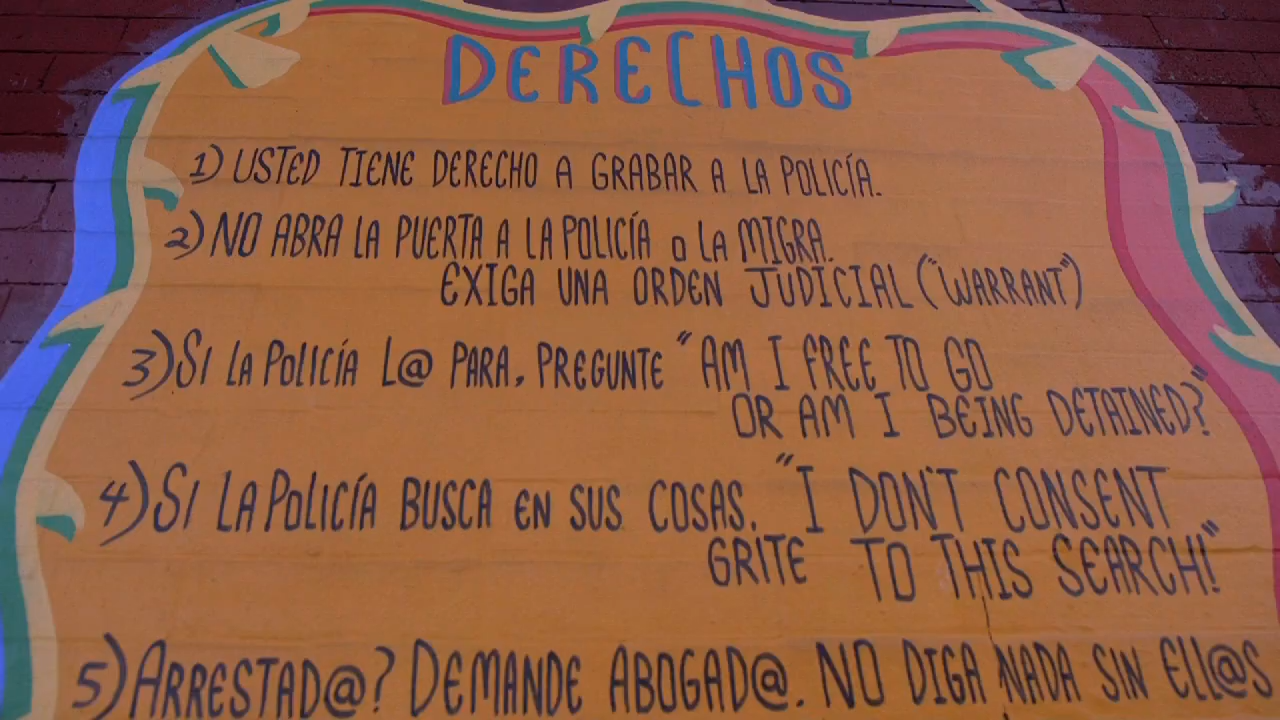 DERECHOS
1) USTED TIENE DERECHO A GRABAR A LA POLICÍA.
2) NO ABRA LA PUERTA A LA POLICÍA O LA MIGRA.
EXIGA UNA ORDEN JUDICIAL ("WARRANT")
3) SI LA POLICÍA L@ PARA, PREGUNTE "AM I FREE TO GO
OR AM I BEING DETAINED?"
4) SI LA POLICÍA BUSCA EN SUS COSAS, "I DON'T CONSENT
GRITE TO THIS SEARCH!"
5) ARRESTAD@? DEMANDE ABOGAD@. NO DIGA NADA SIN ELL@S